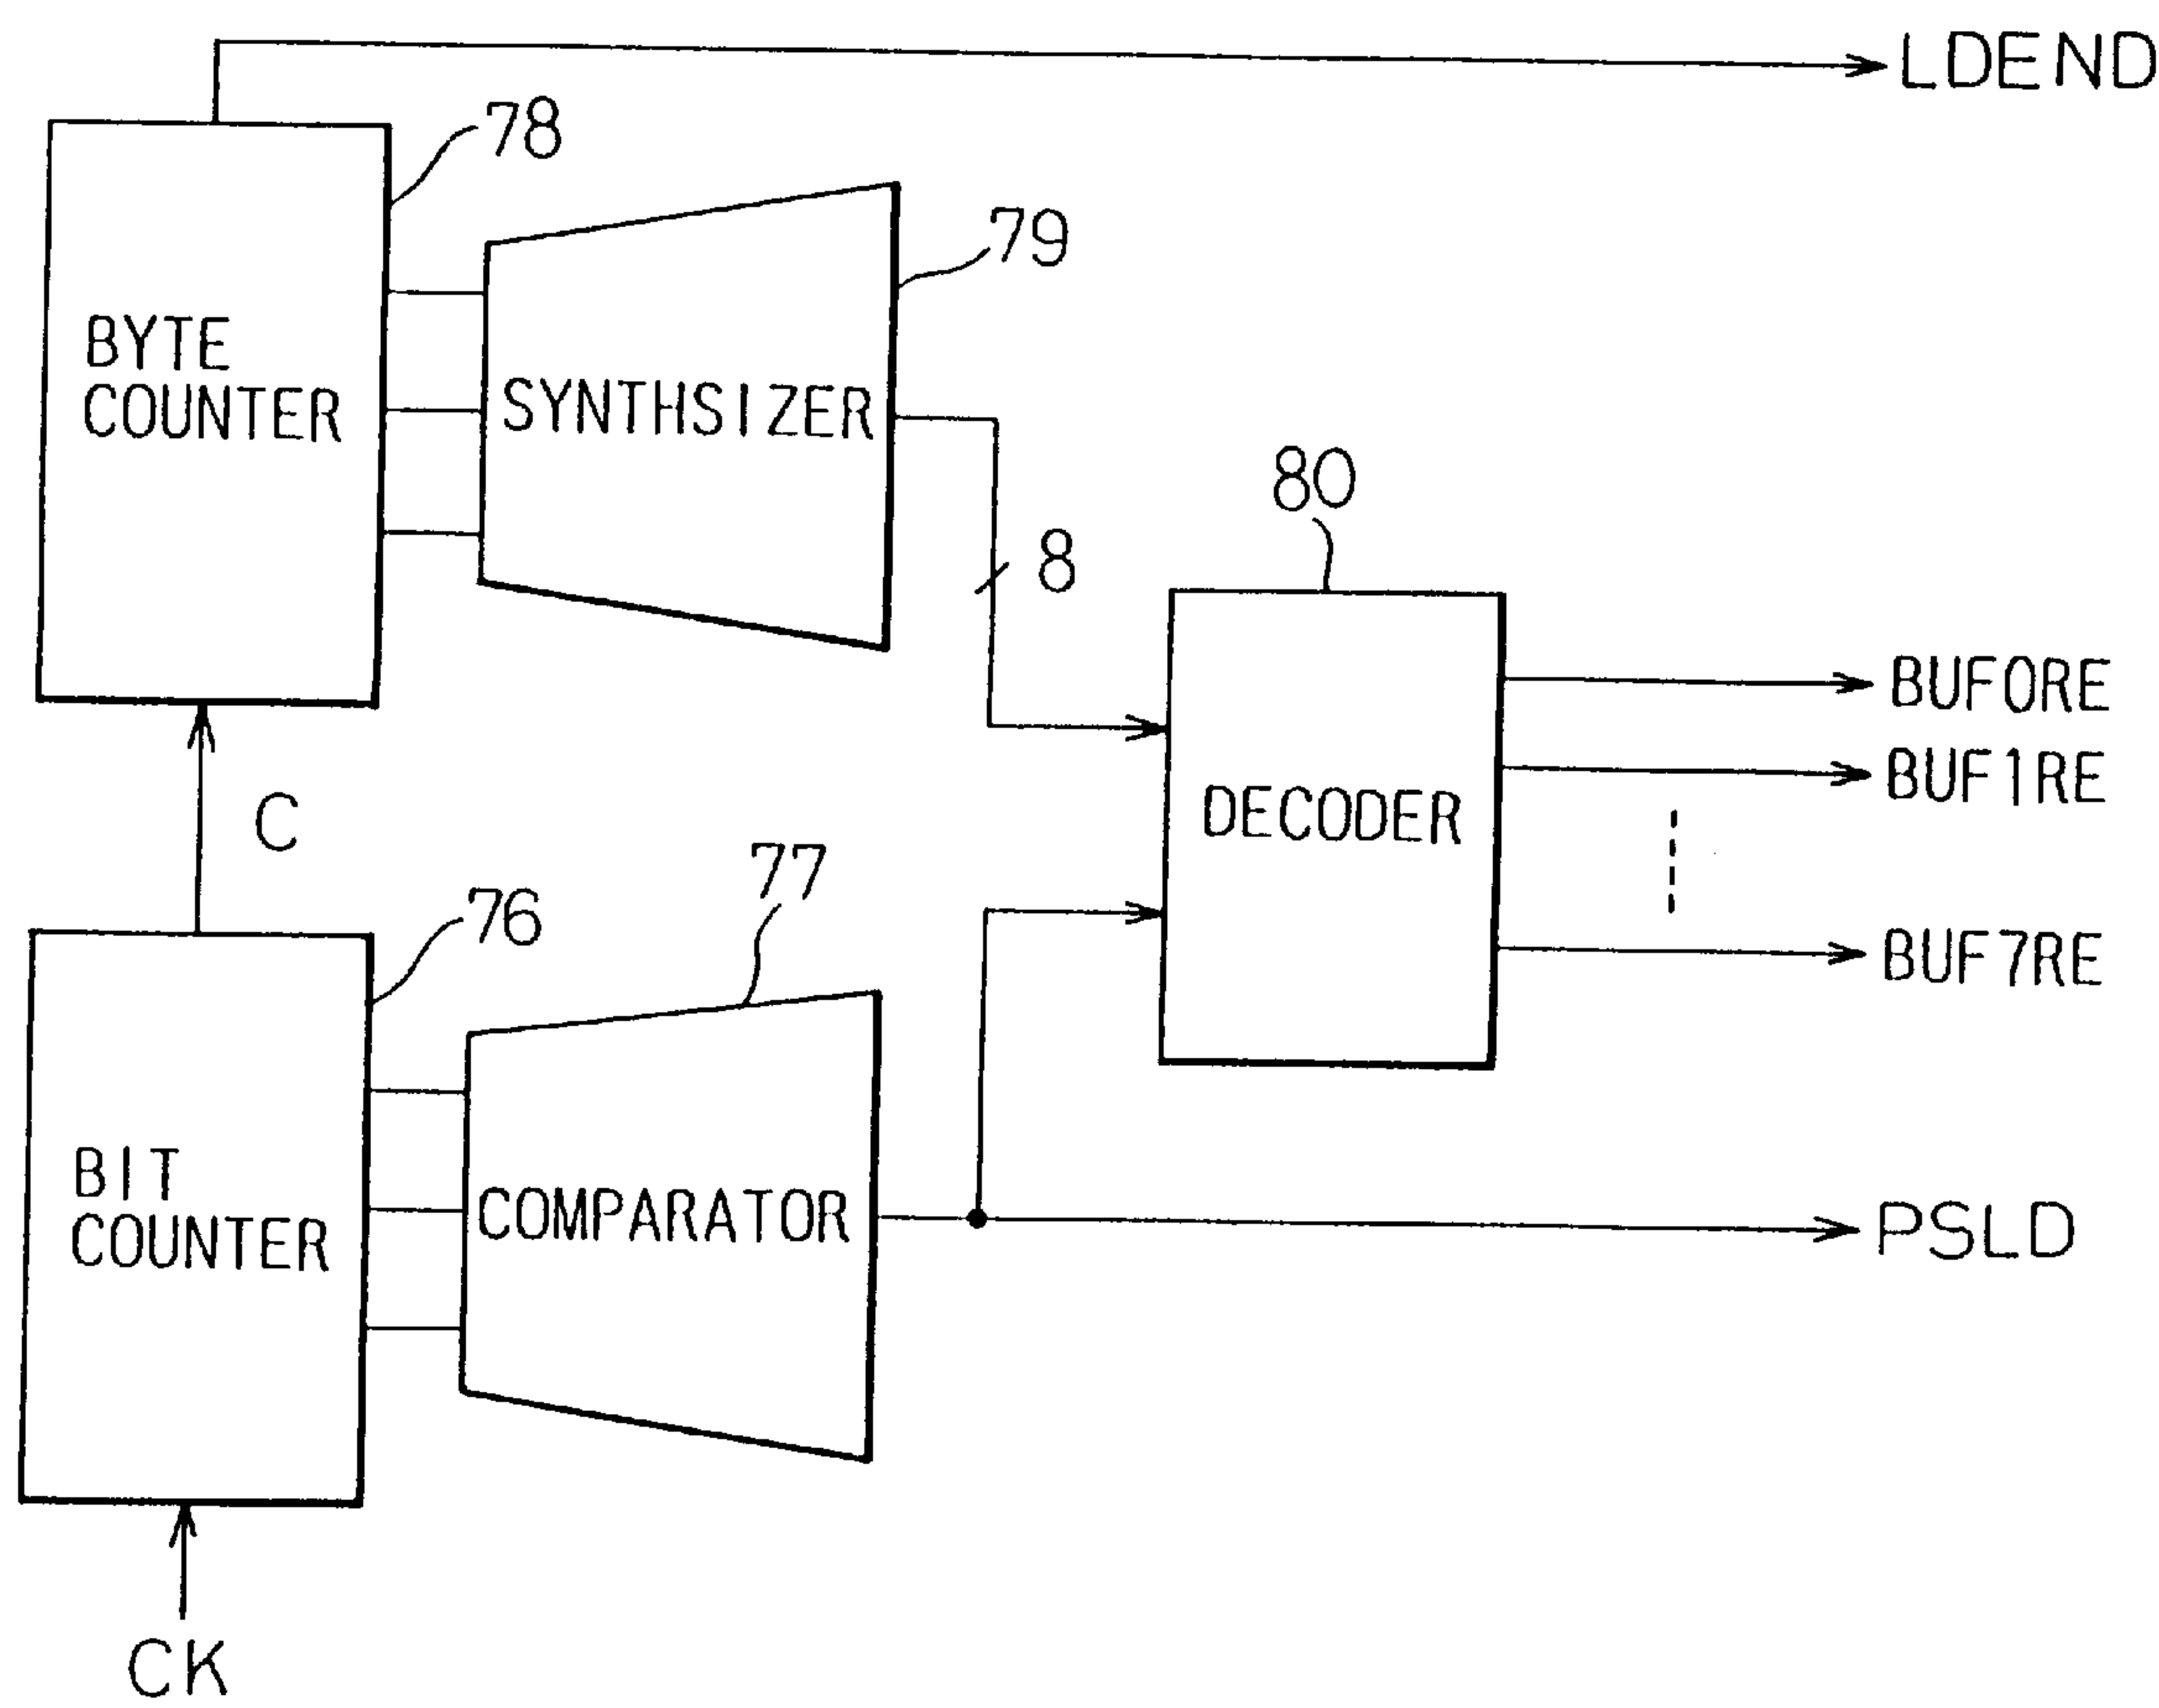 LDEND
78
79
BYTE
COUNTER
SYNTHSIZER
80
8
BUF0RE
BUF1RE
DECODER
C
77
76
BUF7RE
BIT
COUNTER
COMPARATOR
PSLD
CK